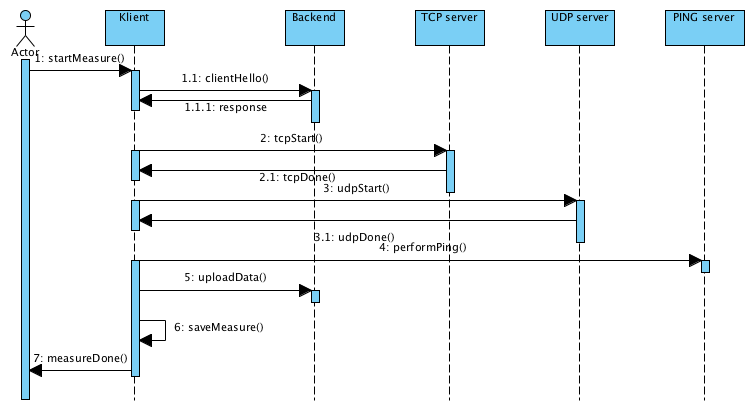 Klient
Backend
TCP server
UDP server
PING server
Actor
1: startMeasure()
1.1: clientHello()
1.1.1: response
2: tcpStart()
2.1: tcpDone()
3: udpStart()
3.1: udpDone()
4: performPing()
5: uploadData()
6: saveMeasure()
7: measureDone()